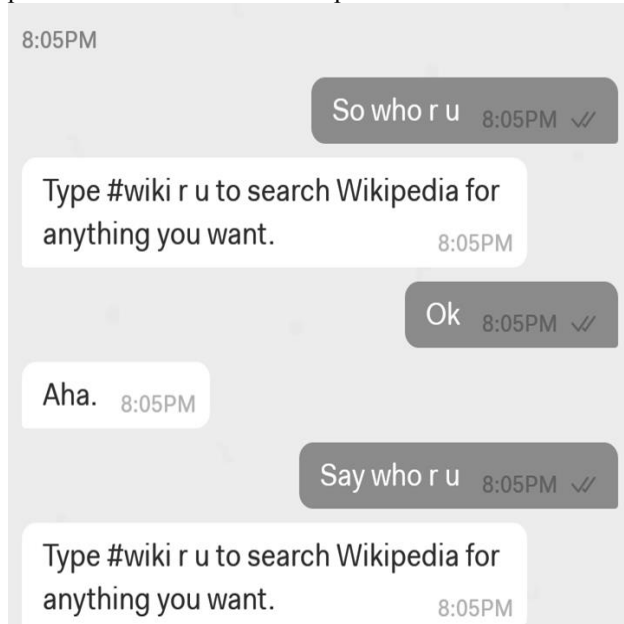 8:05PM
So who r u 8:05PM
Type #wiki r u to search Wikipedia for
anything you want. 8:05PM
Ok 8:05PM
Aha. 8:05PM
Say who r u 8:05PM
Type #wiki r u to search Wikipedia for
anything you want. 8:05PM